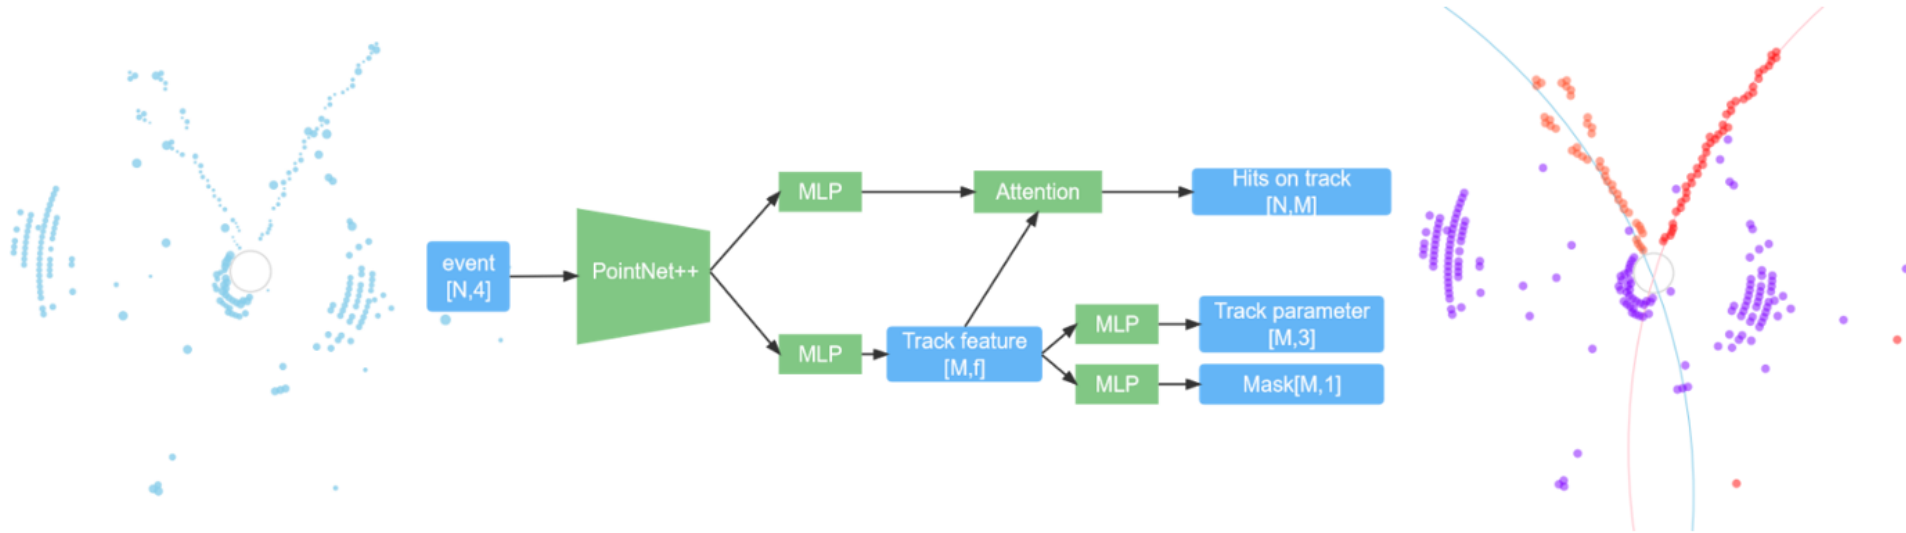 event
[N,4]
PointNet++
MLP
Attention
Hits on track
[N,M]
MLP
Track feature
[M,f]
MLP
Track parameter
[M,3]
MLP
Mask[M,1]